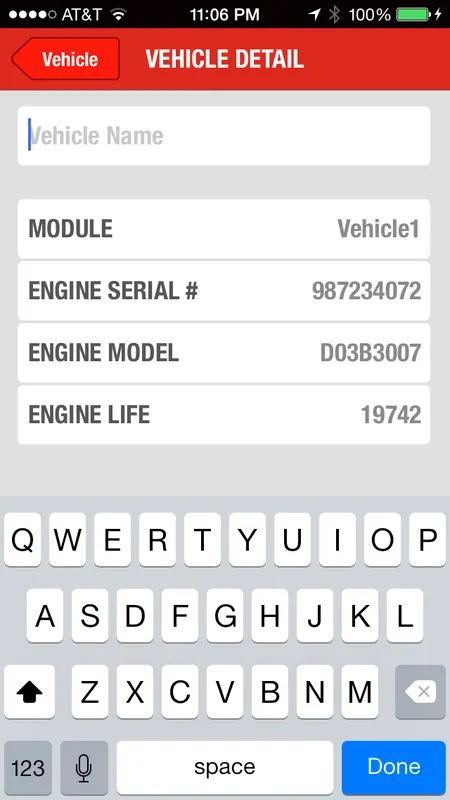 AT&T 11:06 PM 100%
Vehicle VEHICLE DETAIL
Vehicle Name
MODULE Vehicle1
ENGINE SERIAL # 987234072
ENGINE MODEL D03B3007
ENGINE LIFE 19742
Q W E R T Y U I O P
A S D F G H J K L
Z X C V B N M
123 space Done